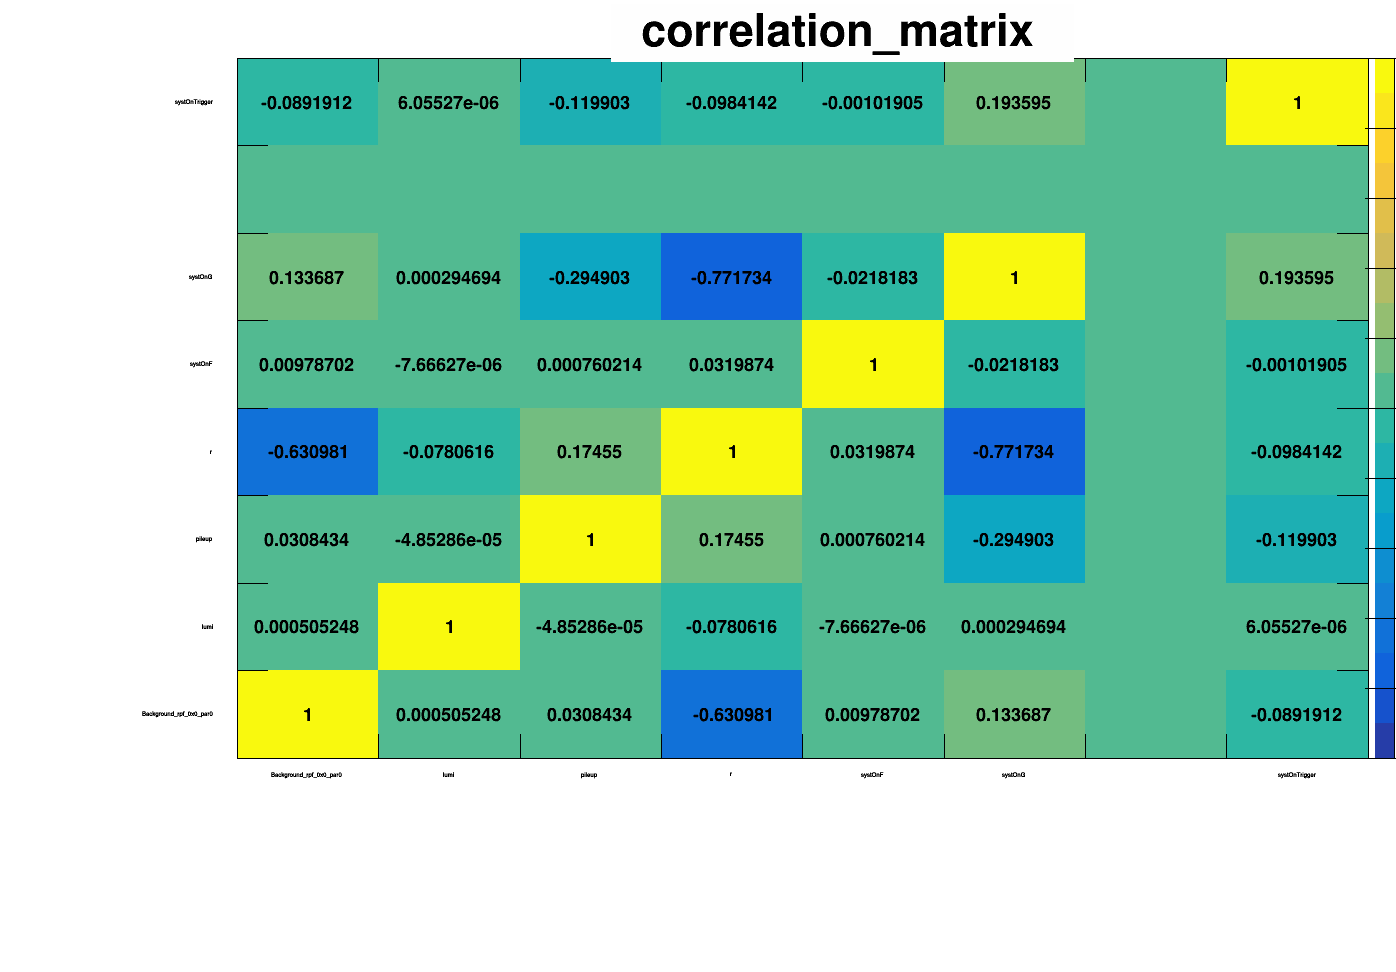 correlation_matrix
systOnTrigger -0.0891912 6.05527e-06 -0.119903 -0.0984142 -0.00101905 0.193595 1
systOnG 0.133687 0.000294694 -0.294903 -0.771734 -0.0218183 1 0.193595
systOnF 0.00978702 -7.66627e-06 0.000760214 0.0319874 1 -0.0218183 -0.00101905
r -0.630981 -0.0780616 0.17455 1 0.0319874 -0.771734 -0.0984142
pileup 0.0308434 -4.85286e-05 1 0.17455 0.000760214 -0.294903 -0.119903
lumi 0.000505248 1 -4.85286e-05 -0.0780616 -7.66627e-06 0.000294694 6.05527e-06
Background_rpf_0x0_par0 1 0.000505248 0.0308434 -0.630981 0.00978702 0.133687 -0.0891912
Background_rpf_0x0_par0 lumi pileup r systOnF systOnG systOnTrigger